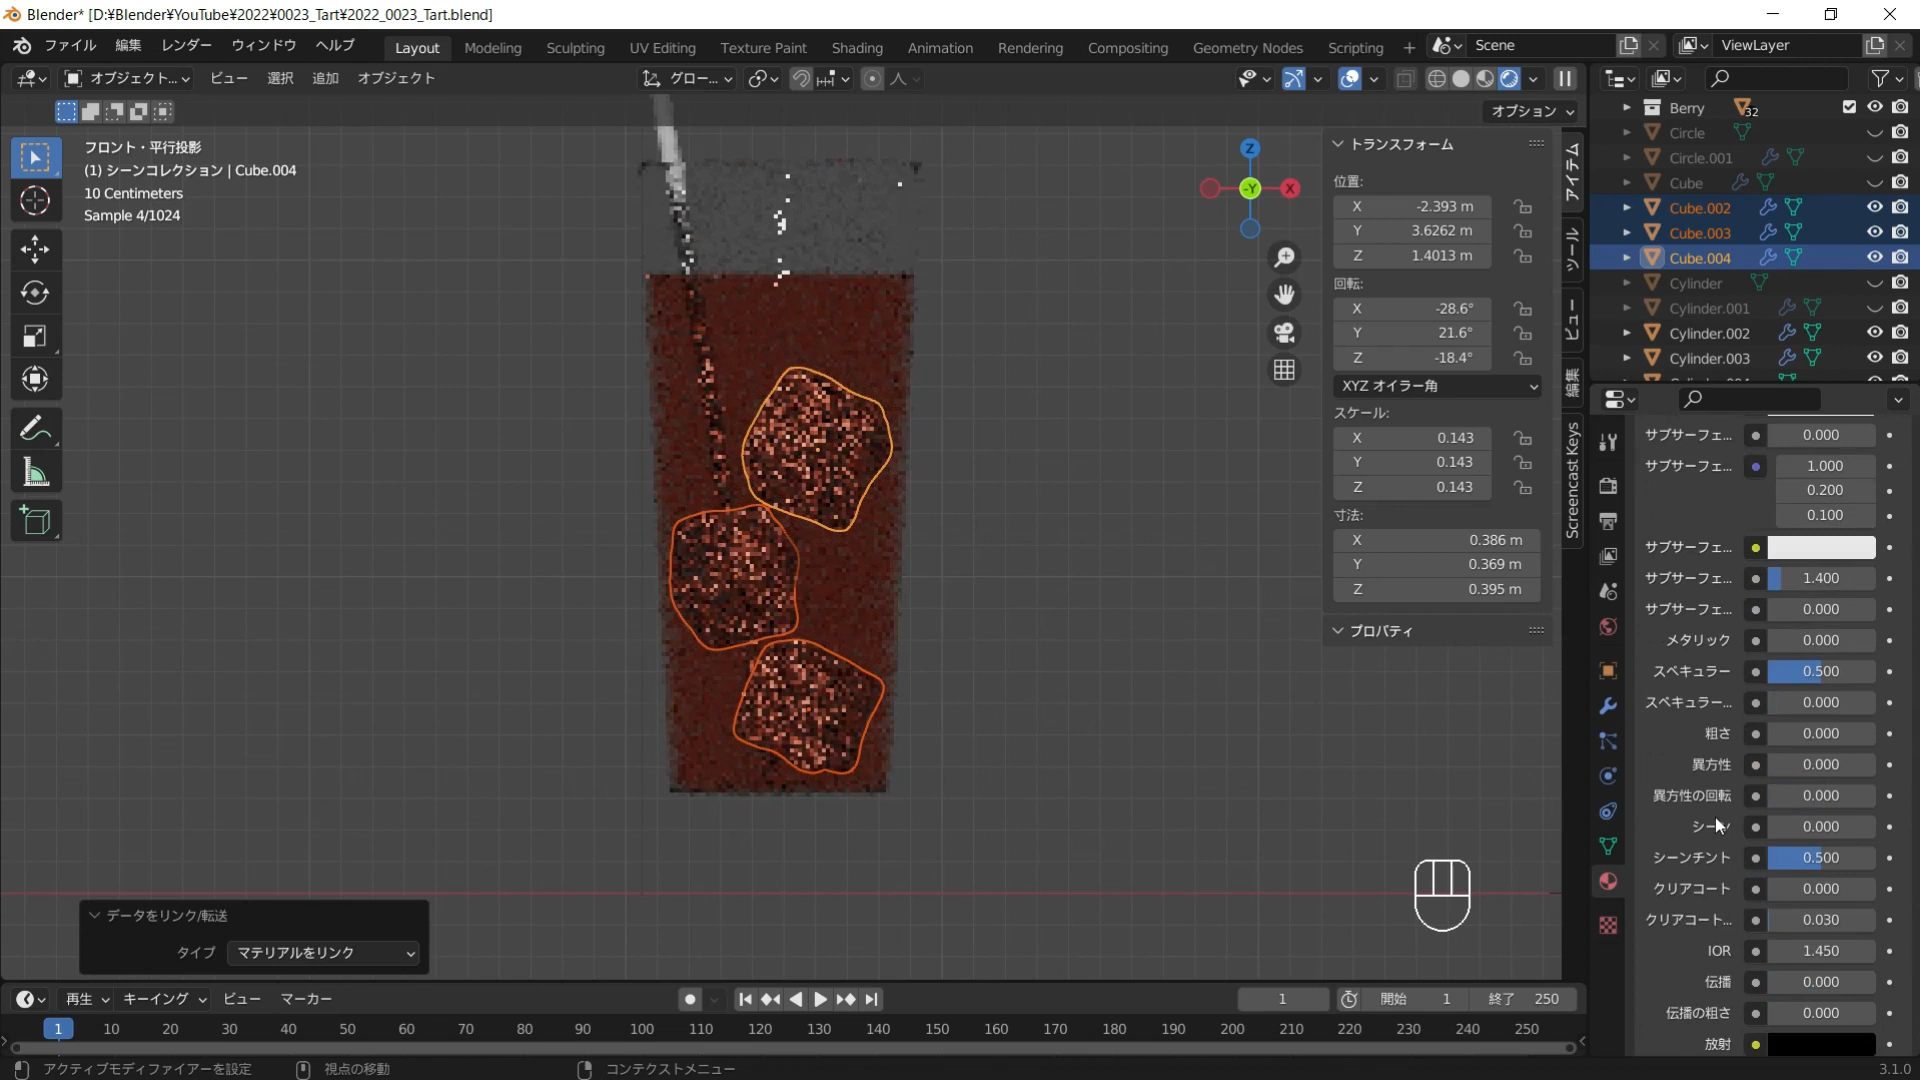 Blender* [D:¥Blender¥YouTube¥2022¥0023_Tart¥2022_0023_Tart.blend]
ファイル 編集 レンダー ウィンドウ ヘルプ Layout Modeling Sculpting UV Editing Texture Paint Shading Animation Rendering Compositing Geometry Nodes Scripting Scene ViewLayer
オブジェクト... ビュー 選択 追加 オブジェクト グロー...
オプション
フロント・平行投影
(1) シーンコレクション | Cube.004
10 Centimeters
Sample 4/1024
Z
-Y
X
トランスフォーム
位置:
X -2.393 m
Y 3.6262 m
Z 1.4013 m
回転:
X -28.6°
Y 21.6°
Z -18.4°
XYZ オイラー角
スケール:
X 0.143
Y 0.143
Z 0.143
寸法:
X 0.386 m
Y 0.369 m
Z 0.395 m
プロパティ
アイテム
ツール
ビュー
編集
Screencast Keys
Berry 32
Circle
Circle.001
Cube
Cube.002
Cube.003
Cube.004
Cylinder
Cylinder.001
Cylinder.002
Cylinder.003
サブサーフェ... 0.000
サブサーフェ... 1.000
0.200
0.100
サブサーフェ...
サブサーフェ... 1.400
サブサーフェ... 0.000
メタリック 0.000
スペキュラー 0.500
スペキュラー... 0.000
粗さ 0.000
異方性 0.000
異方性の回転 0.000
シーン 0.000
シーンチント 0.500
クリアコート 0.000
クリアコート... 0.030
IOR 1.450
伝播 0.000
伝播の粗さ 0.000
放射
データをリンク/転送
タイプ マテリアルをリンク
再生 キーイング ビュー マーカー 1 開始 1 終了 250
1 10 20 30 40 50 60 70 80 90 100 110 120 130 140 150 160 170 180 190 200 210 220 230 240 250
アクティブモディファイアーを設定 視点の移動 コンテクストメニュー 3.1.0